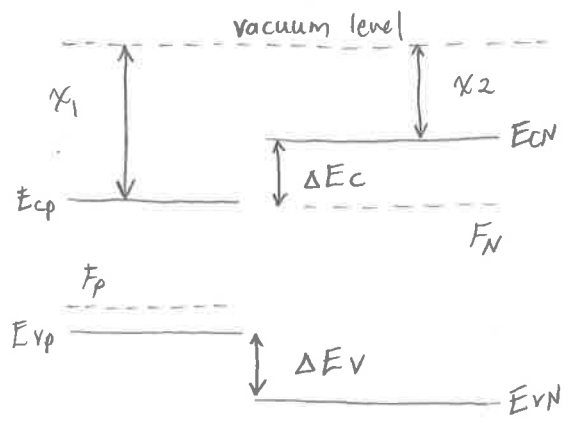 vacuum level
χ1
χ2
ECN
ΔEc
Ecp
FN
Fp
Evp
ΔEv
EvN